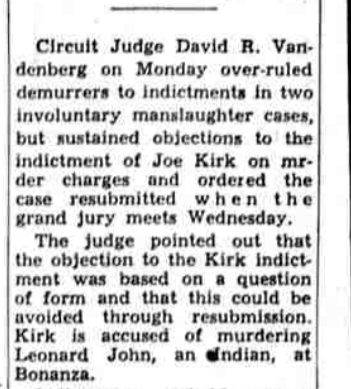 Circuit Judge David R. Van-
denberg on Monday over-ruled
demurrers to indictments in two
involuntary manslaughter cases,
but sustained objections to the
indictment of Joe Kirk on mr-
der charges and ordered the
case resubmitted when the
grand jury meets Wednesday.
The judge pointed out that
the objection to the Kirk indict-
ment was based on a question
of form and that this could be
avoided through resubmission.
Kirk is accused of murdering
Leonard John, an Indian, at
Bonanza.